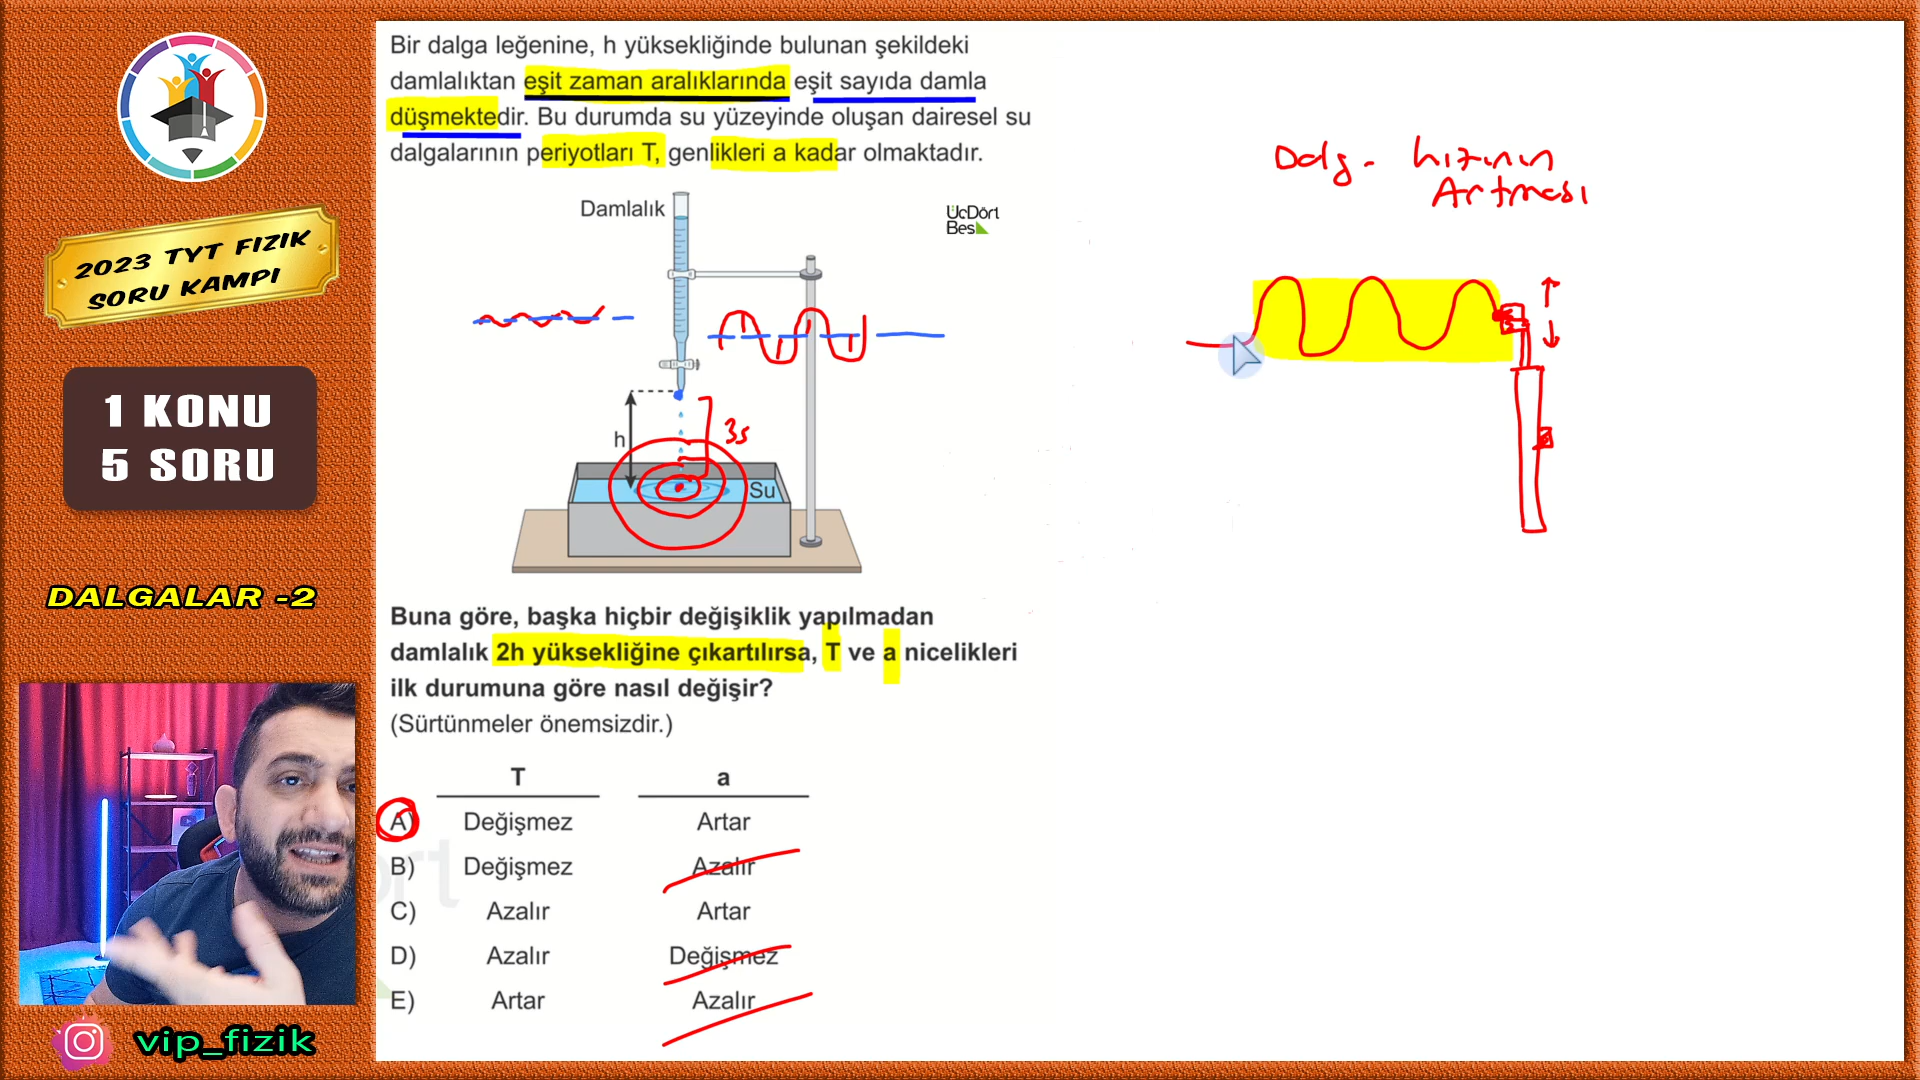 2023 TYT FIZIK
SORU KAMPI
1 KONU
5 SORU
DALGALAR -2
vip_fizik
Bir dalga leğenine, h yüksekliğinde bulunan şekildeki
damlalıktan eşit zaman aralıklarında eşit sayıda damla
düşmektedir. Bu durumda su yüzeyinde oluşan dairesel su
dalgalarının periyotları T, genlikleri a kadar olmaktadır.
Damlalık
ÜçDört
Beş
h
3s
Su
Dalg. hızının
Artması
Buna göre, başka hiçbir değişiklik yapılmadan
damlalık 2h yüksekliğine çıkartılırsa, T ve a nicelikleri
ilk durumuna göre nasıl değişir?
(Sürtünmeler önemsizdir.)
T a
A) Değişmez Artar
B) Değişmez Azalır
C) Azalır Artar
D) Azalır Değişmez
E) Artar Azalır